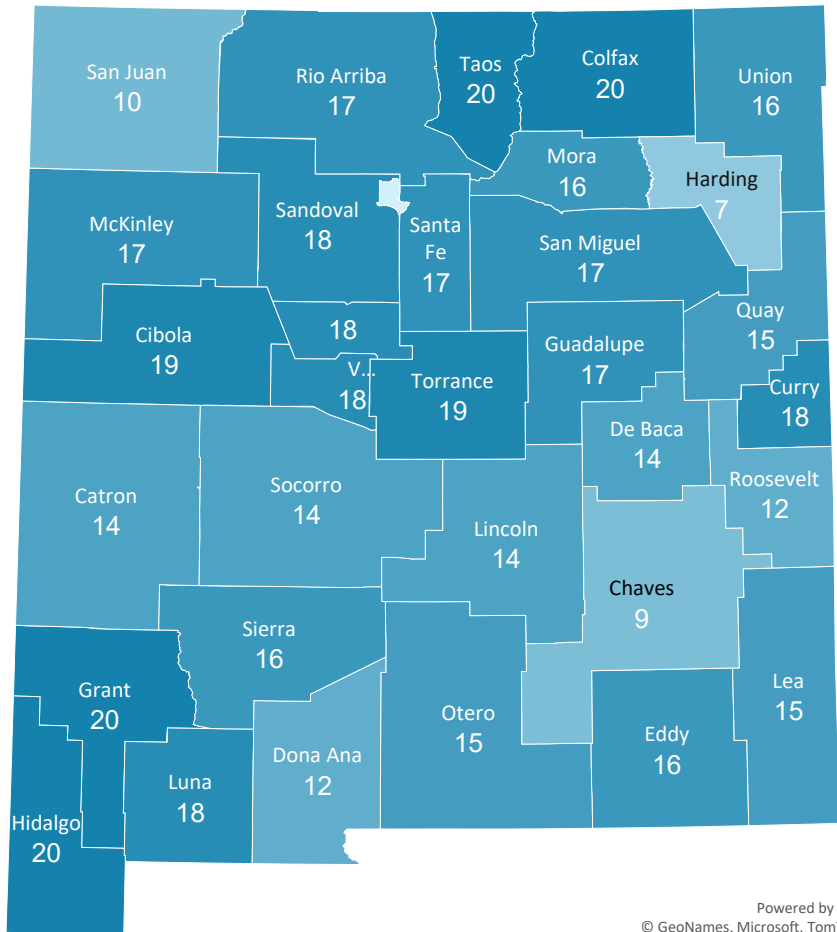 San Juan
10
Rio Arriba
17
Taos
20
Colfax
20
Union
16
Mora
16
Harding
7
McKinley
17
Sandoval
18
Santa
Fe
17
San Miguel
17
Quay
15
Cibola
19
18
V...
18
Torrance
19
Guadalupe
17
Curry
18
De Baca
14
Roosevelt
12
Catron
14
Socorro
14
Lincoln
14
Chaves
9
Sierra
16
Grant
20
Otero
15
Lea
15
Eddy
16
Dona Ana
12
Luna
18
Hidalgo
20
Powered by
© GeoNames, Microsoft, Tom